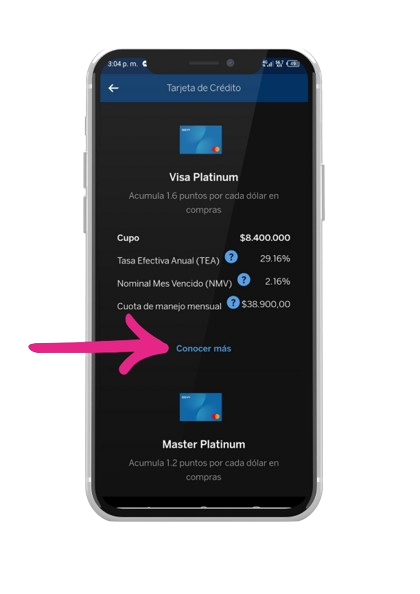 3:04 p. m.
Tarjeta de Crédito
Visa Platinum
Acumula 1.6 puntos por cada dólar en
compras
Cupo $8.400.000
Tasa Efectiva Anual (TEA) ? 29.16%
Nominal Mes Vencido (NMV) ? 2.16%
Cuota de manejo mensual ? $38.900,00
Conocer más
Master Platinum
Acumula 1.2 puntos por cada dólar en
compras